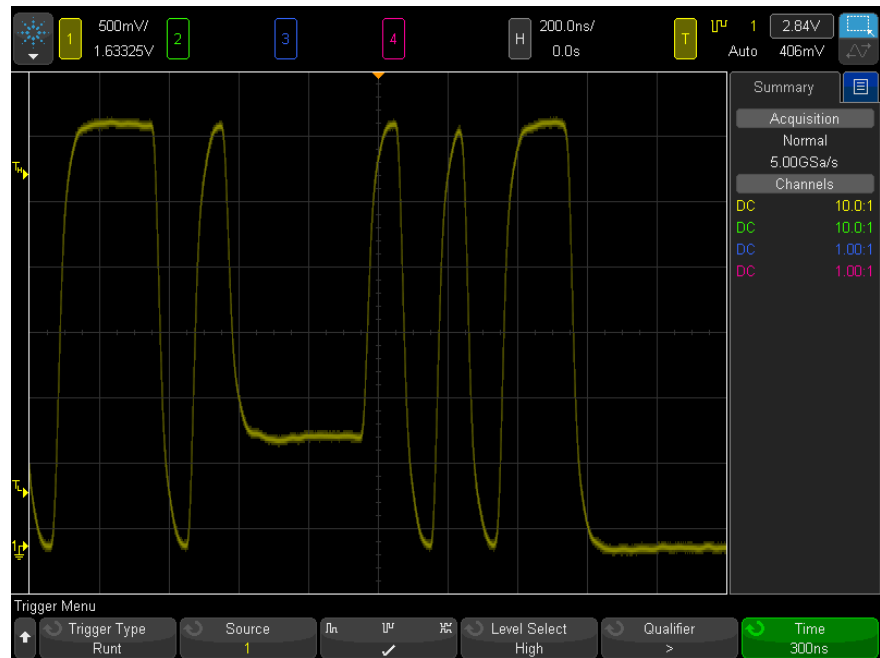 1
500mV/
1.63325V
2
3
4
H
200.0ns/
0.0s
T
1
2.84V
Auto
406mV
Summary
Acquisition
Normal
5.00GSa/s
Channels
DC 10.0:1
DC 10.0:1
DC 1.00:1
DC 1.00:1
TH
TL
1
Trigger Menu
Trigger Type
Runt
Source
1
Level Select
High
Qualifier
>
Time
300ns